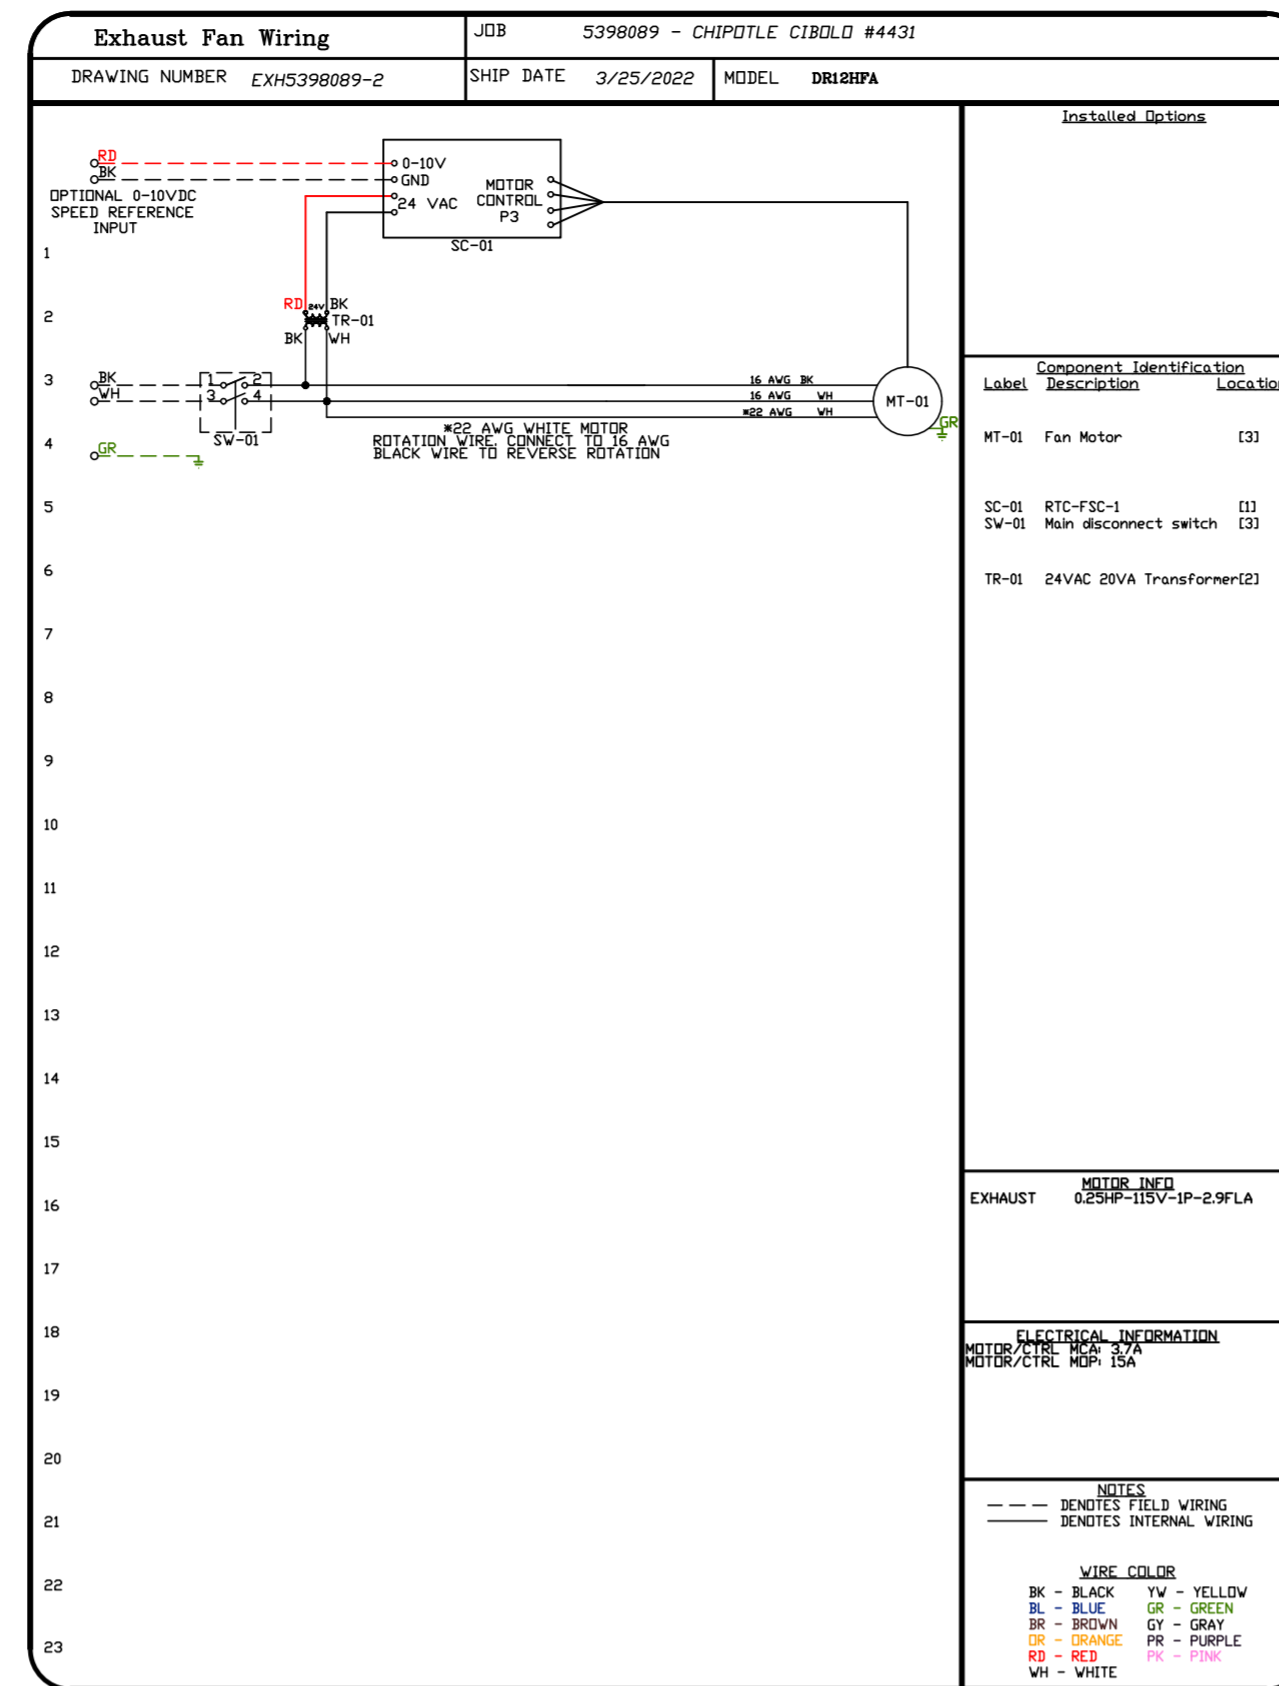 Exhaust Fan Wiring
JOB 5398089 - CHIPOTLE CIBOLO #4431
DRAWING NUMBER EXH5398089-2
SHIP DATE 3/25/2022
MODEL DR12HFA
Installed Options
RD
BK
OPTIONAL 0-10VDC
SPEED REFERENCE
INPUT
0-10V
GND
24 VAC
MOTOR
CONTROL
P3
SC-01
1
RD 24V BK
TR-01
BK WH
2
3
BK
WH
1 2
3 4
SW-01
16 AWG BK
16 AWG WH
*22 AWG WH
MT-01
GR
*22 AWG WHITE MOTOR
ROTATION WIRE. CONNECT TO 16 AWG
BLACK WIRE TO REVERSE ROTATION
4
GR
5
6
7
8
9
10
11
12
13
14
15
16
17
18
19
20
21
22
23
Component Identification
Label Description Location
MT-01 Fan Motor [3]
SC-01 RTC-FSC-1 [1]
SW-01 Main disconnect switch [3]
TR-01 24VAC 20VA Transformer[2]
MOTOR INFO
EXHAUST 0.25HP-115V-1P-2.9FLA
ELECTRICAL INFORMATION
MOTOR/CTRL MCA: 3.7A
MOTOR/CTRL MOP: 15A
NOTES
DENOTES FIELD WIRING
DENOTES INTERNAL WIRING
WIRE COLOR
BK - BLACK YW - YELLOW
BL - BLUE GR - GREEN
BR - BROWN GY - GRAY
OR - ORANGE PR - PURPLE
RD - RED PK - PINK
WH - WHITE